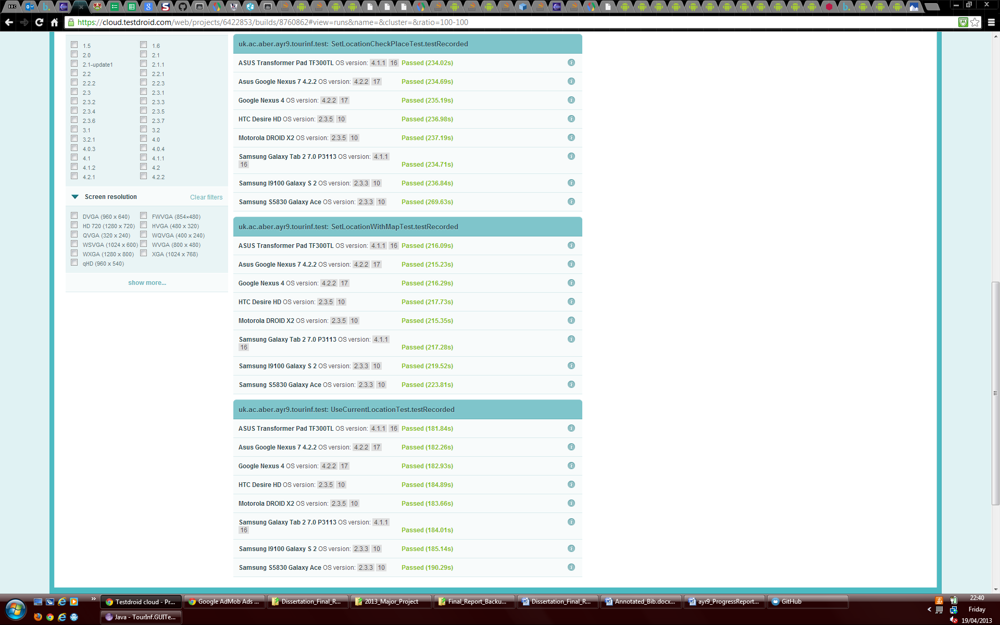 BBC
https://cloud.testdroid.com/web/projects/6422853/builds/8760862#view=runs&name=&cluster=&ratio=100-100
1.5 1.6
2.0 2.1
2.1-update1 2.1.1
2.2 2.2.1
2.2.2 2.2.3
2.3 2.3.1
2.3.2 2.3.3
2.3.4 2.3.5
2.3.6 2.3.7
3.1 3.2
3.2.1 4.0
4.0.3 4.0.4
4.1 4.1.1
4.1.2 4.2
4.2.1 4.2.2
Screen resolution Clear filters
DVGA (960 x 640) FWVGA (854×480)
HD 720 (1280 x 720) HVGA (480 x 320)
QVGA (320 x 240) WQVGA (400 x 240)
WSVGA (1024 x 600) WVGA (800 x 480)
WXGA (1280 x 800) XGA (1024 x 768)
qHD (960 x 540)
show more...
uk.ac.aber.ayr9.tourinf.test: SetLocationCheckPlaceTest.testRecorded
ASUS Transformer Pad TF300TL OS version: 4.1.1 16 Passed (234.02s)
Asus Google Nexus 7 4.2.2 OS version: 4.2.2 17 Passed (234.69s)
Google Nexus 4 OS version: 4.2.2 17 Passed (235.19s)
HTC Desire HD OS version: 2.3.5 10 Passed (236.98s)
Motorola DROID X2 OS version: 2.3.5 10 Passed (237.19s)
Samsung Galaxy Tab 2 7.0 P3113 OS version: 4.1.1
16 Passed (234.71s)
Samsung I9100 Galaxy S 2 OS version: 2.3.3 10 Passed (236.84s)
Samsung S5830 Galaxy Ace OS version: 2.3.3 10 Passed (269.63s)
uk.ac.aber.ayr9.tourinf.test: SetLocationWithMapTest.testRecorded
ASUS Transformer Pad TF300TL OS version: 4.1.1 16 Passed (216.09s)
Asus Google Nexus 7 4.2.2 OS version: 4.2.2 17 Passed (215.23s)
Google Nexus 4 OS version: 4.2.2 17 Passed (216.29s)
HTC Desire HD OS version: 2.3.5 10 Passed (217.73s)
Motorola DROID X2 OS version: 2.3.5 10 Passed (215.35s)
Samsung Galaxy Tab 2 7.0 P3113 OS version: 4.1.1
16 Passed (217.28s)
Samsung I9100 Galaxy S 2 OS version: 2.3.3 10 Passed (219.52s)
Samsung S5830 Galaxy Ace OS version: 2.3.3 10 Passed (223.81s)
uk.ac.aber.ayr9.tourinf.test: UseCurrentLocationTest.testRecorded
ASUS Transformer Pad TF300TL OS version: 4.1.1 16 Passed (181.84s)
Asus Google Nexus 7 4.2.2 OS version: 4.2.2 17 Passed (182.26s)
Google Nexus 4 OS version: 4.2.2 17 Passed (182.93s)
HTC Desire HD OS version: 2.3.5 10 Passed (184.89s)
Motorola DROID X2 OS version: 2.3.5 10 Passed (183.66s)
Samsung Galaxy Tab 2 7.0 P3113 OS version: 4.1.1
16 Passed (184.01s)
Samsung I9100 Galaxy S 2 OS version: 2.3.3 10 Passed (185.14s)
Samsung S5830 Galaxy Ace OS version: 2.3.3 10 Passed (190.29s)
Testdroid cloud - Pr... Google AdMob Ads ... Dissertation_Final_R... 2013_Major_Project Final_Report_Backu... Dissertation_Final_R... Annotated_Bib.docx... ayr9_ProgressReport... GitHub
Java - TourInf.GUITe...
22:40
Friday
19/04/2013